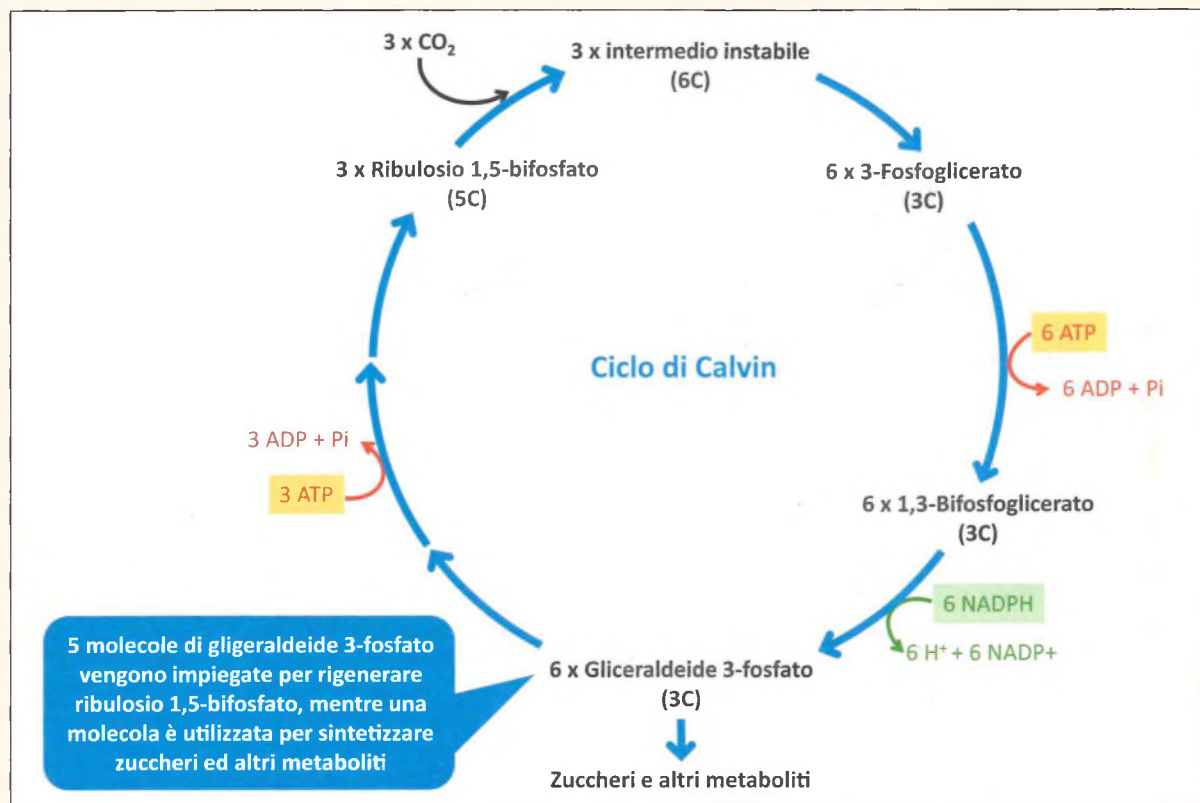 3 x CO₂
3 x intermedio instabile
(6C)
3 x Ribulosio 1,5-bifosfato
(5C)
6 x 3-Fosfoglicerato
(3C)
6 ATP
6 ADP + Pi
Ciclo di Calvin
3 ADP + Pi
3 ATP
6 x 1,3-Bifosfoglicerato
(3C)
6 NADPH
6 H⁺ + 6 NADP+
5 molecole di gligeraldeide 3-fosfato
vengono impiegate per rigenerare
ribulosio 1,5-bifosfato, mentre una
molecola è utilizzata per sintetizzare
zuccheri ed altri metaboliti
6 x Gliceraldeide 3-fosfato
(3C)
Zuccheri e altri metaboliti